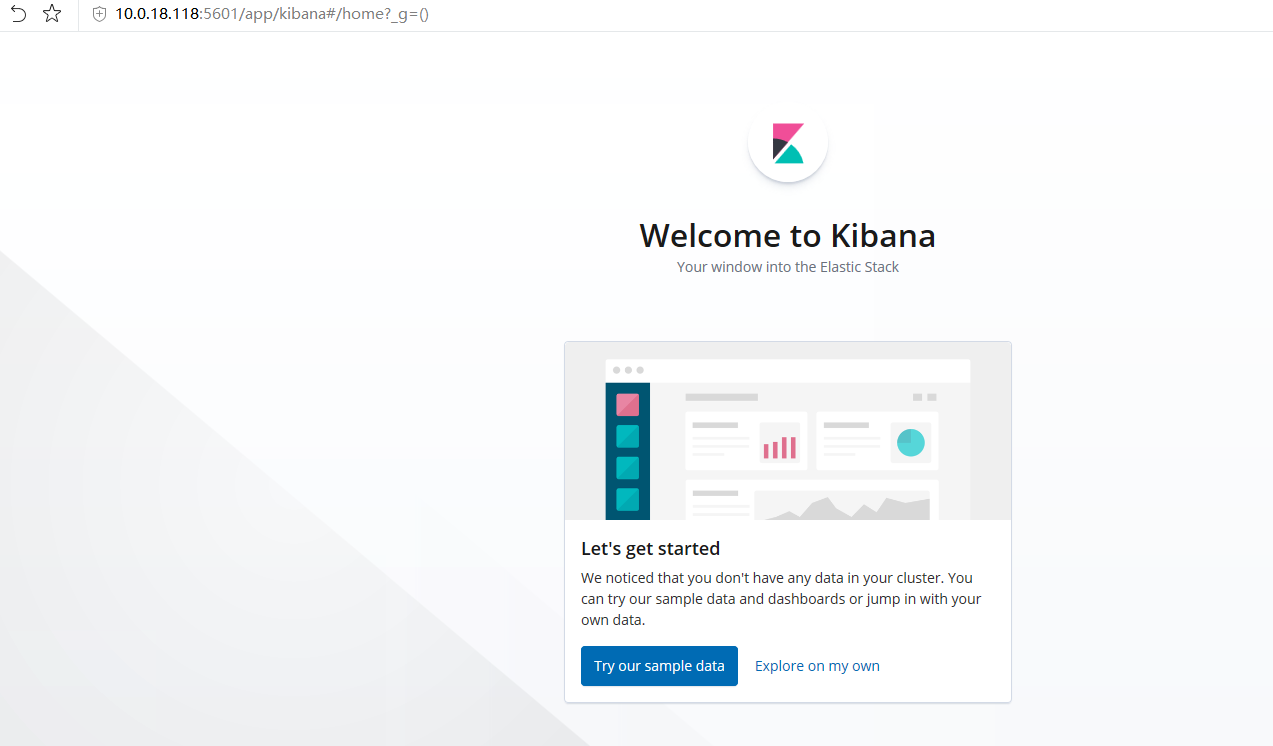 10.0.18.118:5601/app/kibana#/home?_g=()
Welcome to Kibana
Your window into the Elastic Stack
Let's get started
We noticed that you don't have any data in your cluster. You
can try our sample data and dashboards or jump in with your
own data.
Try our sample data
Explore on my own